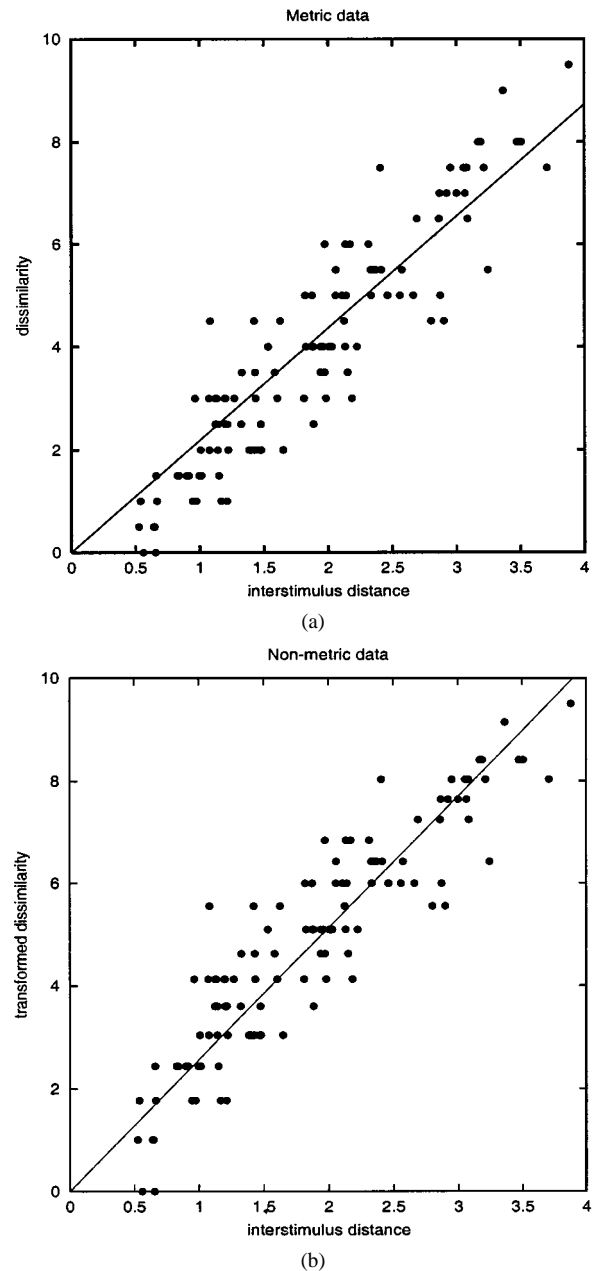 Metric data
10
8
6
4
2
0
dissimilarity
0 0.5 1 1.5 2 2.5 3 3.5 4
interstimulus distance
(a)
Non-metric data
10
8
6
4
2
0
transformed dissimilarity
0 0.5 1 1.5 2 2.5 3 3.5 4
interstimulus distance
(b)